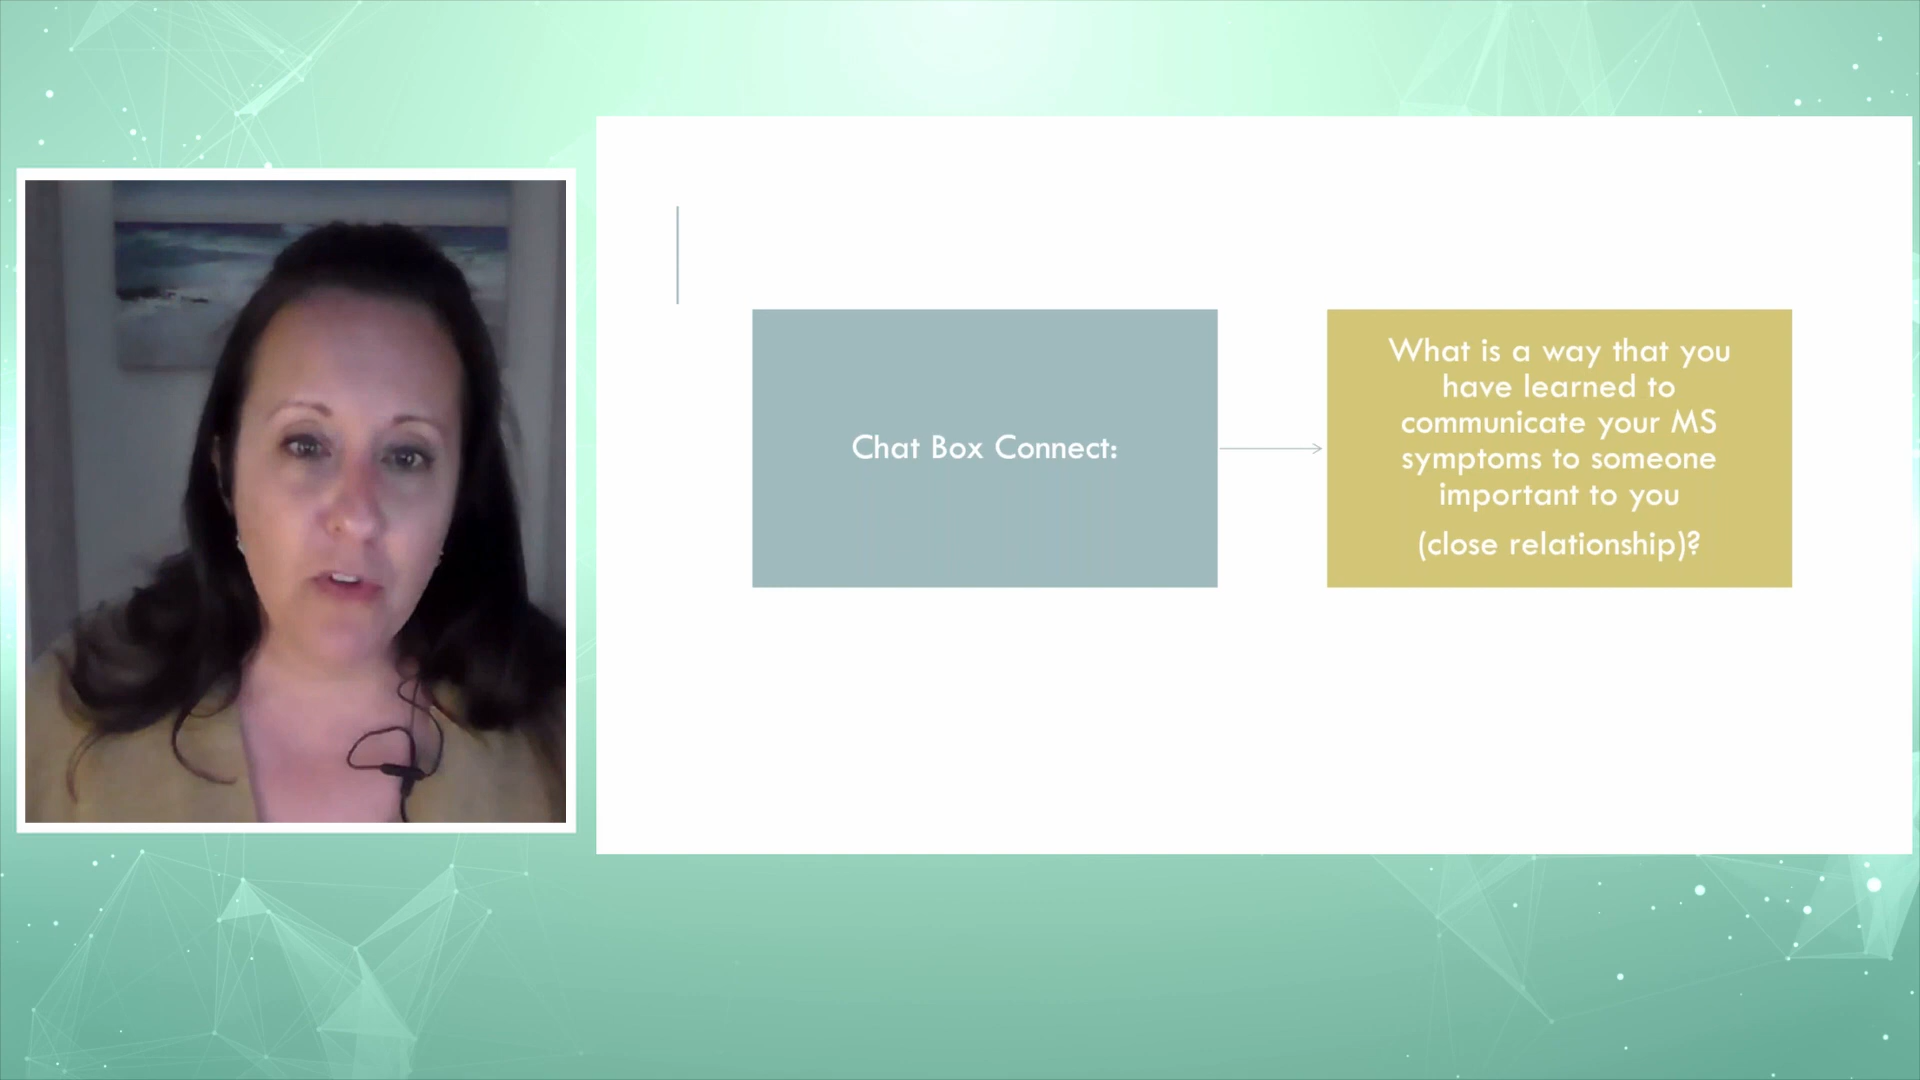 Chat Box Connect:
What is a way that you
have learned to
communicate your MS
symptoms to someone
important to you
(close relationship)?